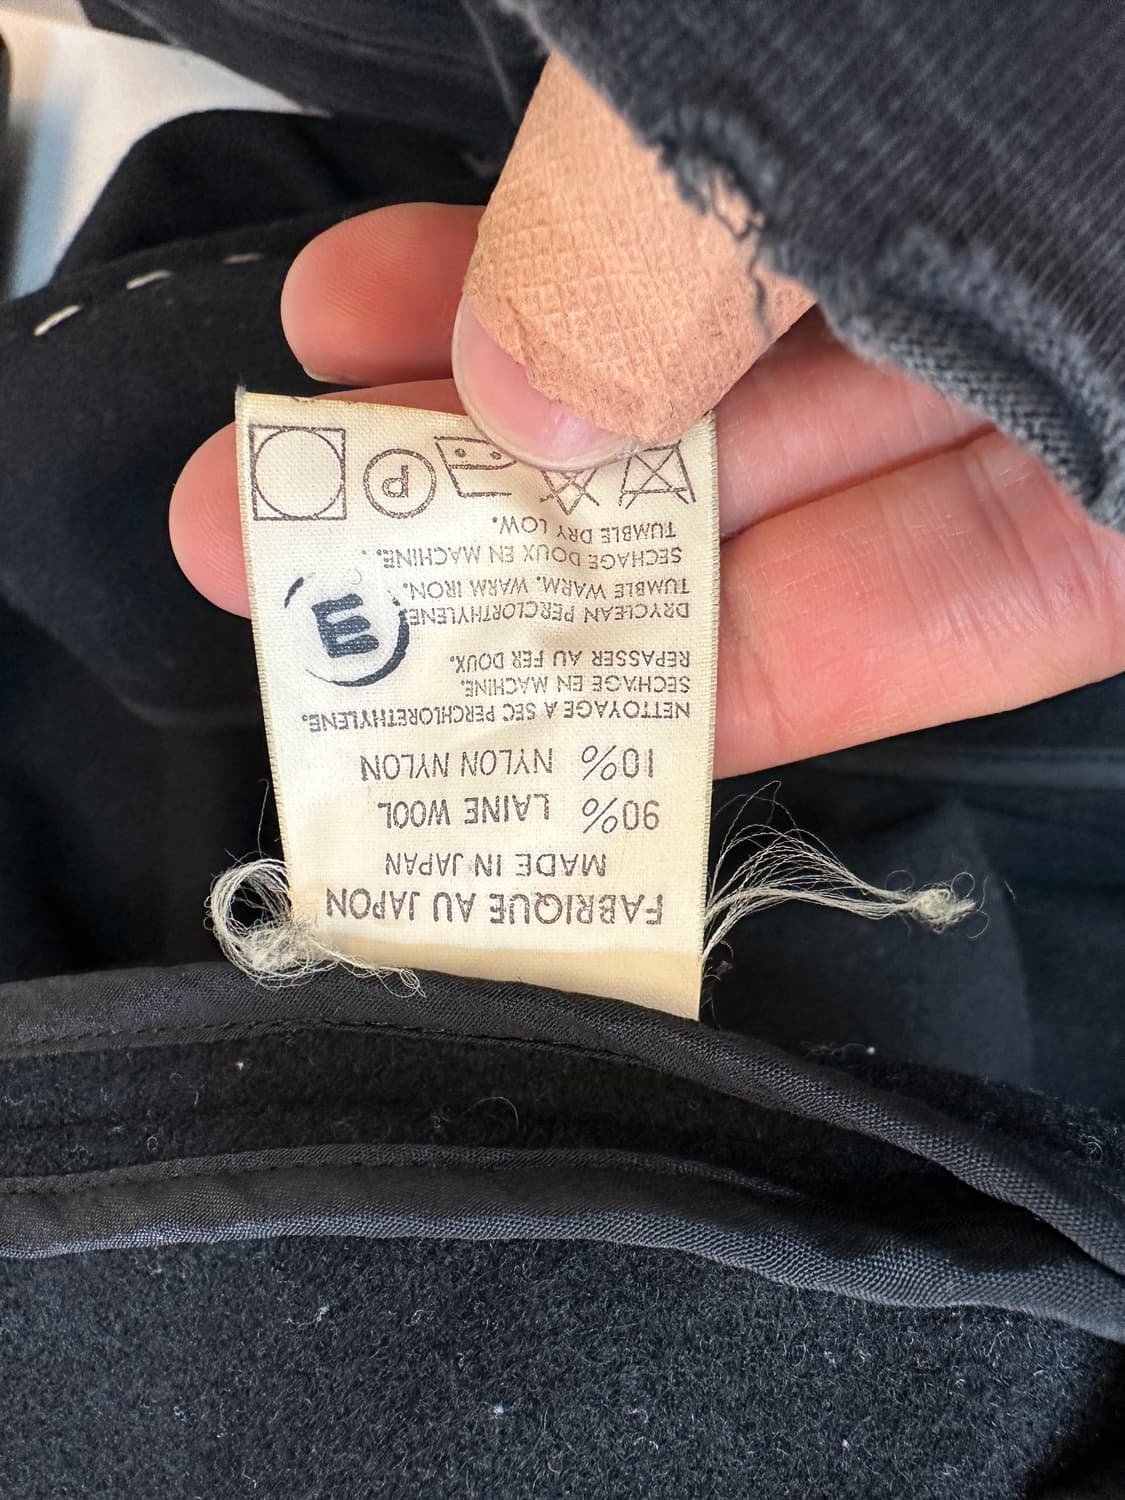 FABRIQUE AU JAPON
MADE IN JAPAN
90% LAINE WOOL
10% NYLON NYLON
NETTOYAGE A SEC PERCHLORETHYLENE.
SECHAGE EN MACHINE.
REPASSER AU FER DOUX.
DRYCLEAN PERCLORTHYLENE
TUMBLE WARM, WARM IRON.
SECHAGE DOUX EN MACHINE.
TUMBLE DRY LOW.
E
P